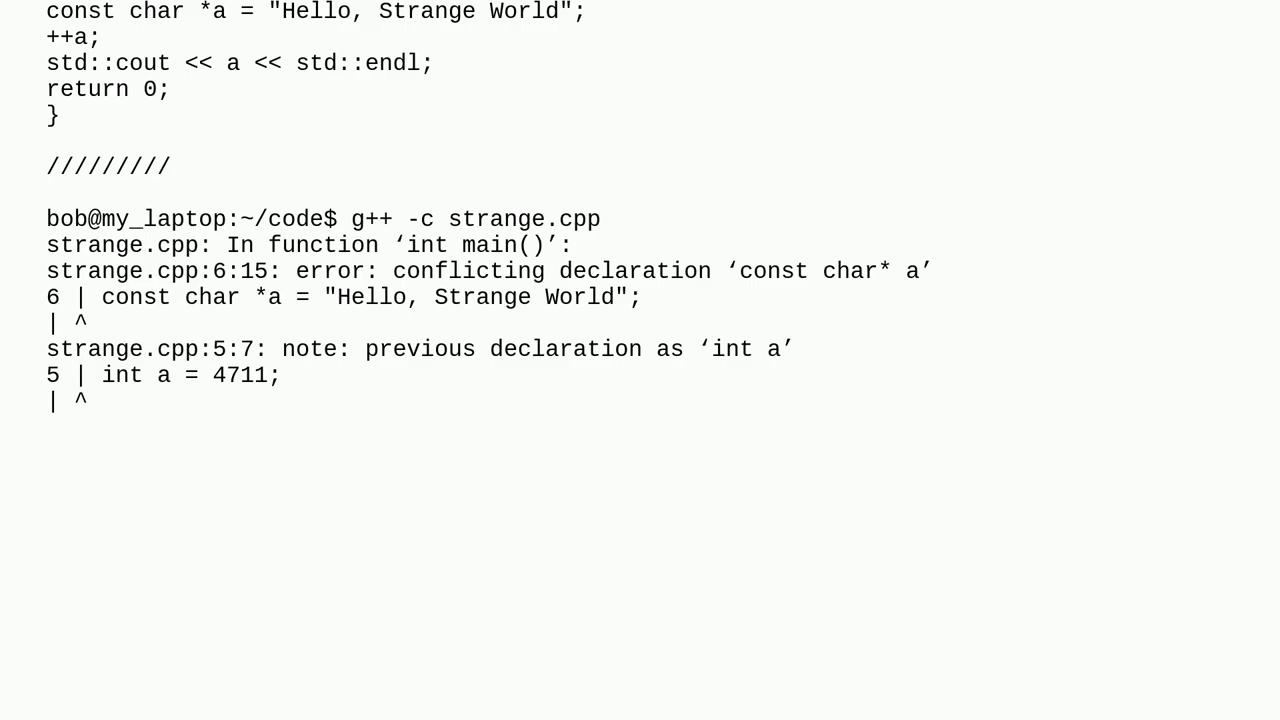 const char *a = "Hello, Strange World";
++a;
std::cout << a << std::endl;
return 0;
}
/////////
bob@my_laptop:~/code$ g++ -c strange.cpp
strange.cpp: In function ‘int main()’:
strange.cpp:6:15: error: conflicting declaration ‘const char* a’
6 | const char *a = "Hello, Strange World";
| ^
strange.cpp:5:7: note: previous declaration as ‘int a’
5 | int a = 4711;
| ^